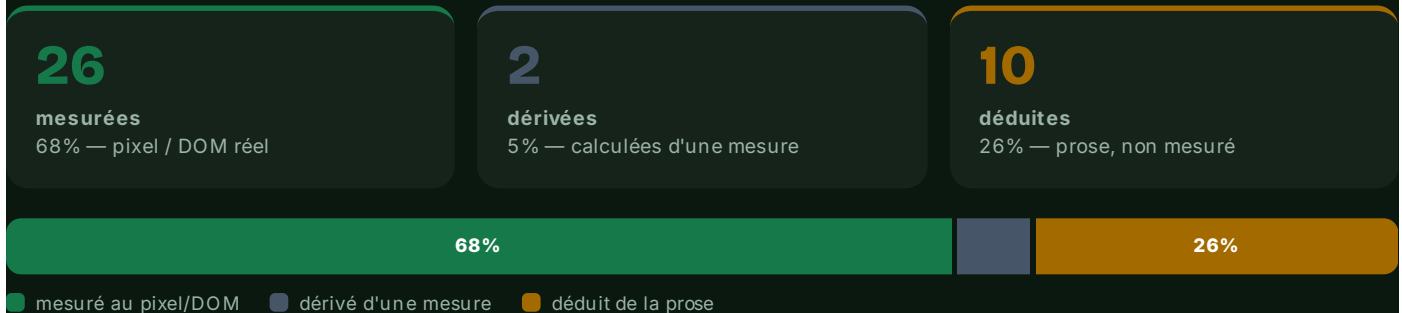 26
mesurées
68% — pixel / DOM réel
2
dérivées
5% — calculées d'une mesure
10
déduites
26% — prose, non mesuré
68%
26%
mesuré au pixel/DOM
dérivé d'une mesure
déduit de la prose